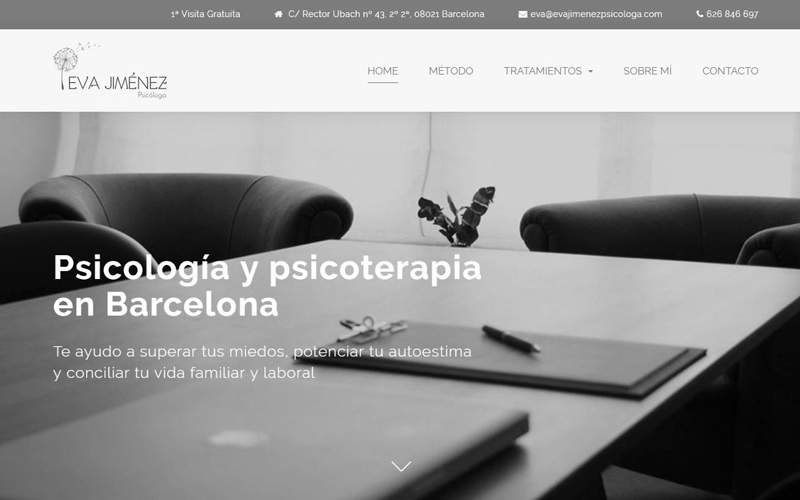 1ª Visita Gratuita
C/ Rector Ubach nº 43. 2º 2ª, 08021 Barcelona
eva@evajimenezpsicologa.com
626 846 697
EVA JIMÉNEZ
Psicóloga
HOME
MÉTODO
TRATAMIENTOS
SOBRE MÍ
CONTACTO
Psicología y psicoterapia
en Barcelona
Te ayudo a superar tus miedos, potenciar tu autoestima
y conciliar tu vida familiar y laboral